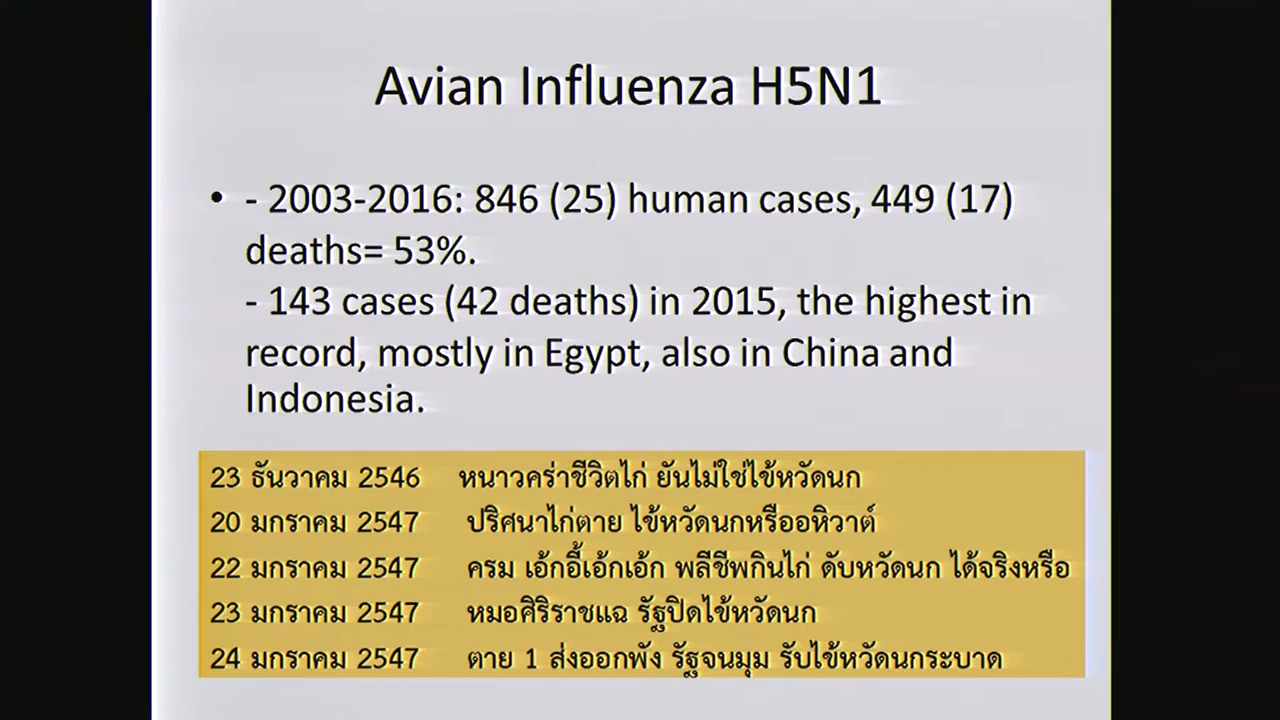 Avian Influenza H5N1
• - 2003-2016: 846 (25) human cases, 449 (17)
deaths= 53%.
- 143 cases (42 deaths) in 2015, the highest in
record, mostly in Egypt, also in China and
Indonesia.
23 ธันวาคม 2546 หนาวคร่าชีวิตไก่ ยันไม่ใช่ไข้หวัดนก
20 มกราคม 2547 ปริศนาไก่ตาย ไข้หวัดนกหรืออหิวาต์
22 มกราคม 2547 ครม เอ้กอี้เอ้กเอ้ก พลีชีพกินไก่ ดับหวัดนก ได้จริงหรือ
23 มกราคม 2547 หมอศิริราชแฉ รัฐปิดไข้หวัดนก
24 มกราคม 2547 ตาย 1 ส่งออกพัง รัฐจนมุม รับไข้หวัดนกระบาด